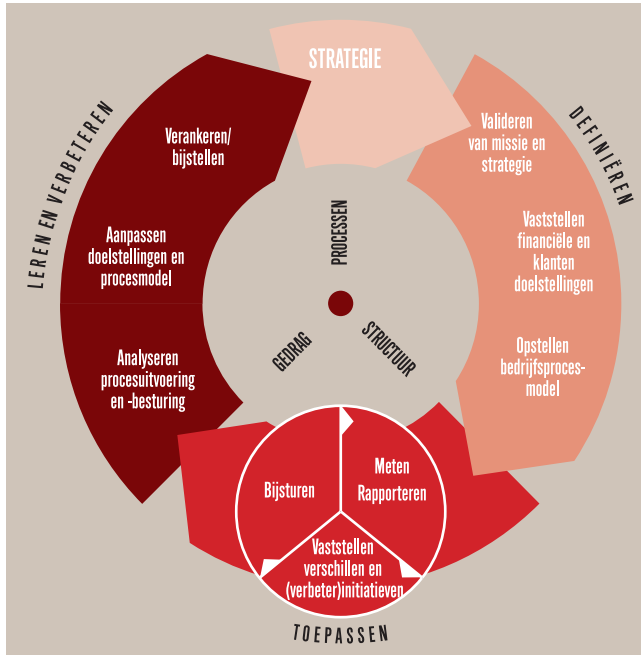 STRATEGIE
DEFINIËREN
Valideren
van missie en
strategie
Vaststellen
financiële en
klanten
doelstellingen
Opstellen
bedrijfsproces-
model
TOEPASSEN
Meten
Rapporteren
Vaststellen
verschillen en
(verbeter)initiatieven
Bijsturen
LEREN EN VERBETEREN
Analyseren
procesuitvoering
en -besturing
Aanpassen
doelstellingen en
procesmodel
Verankeren/
bijstellen
PROCESSEN
GEDRAG
STRUCTUUR